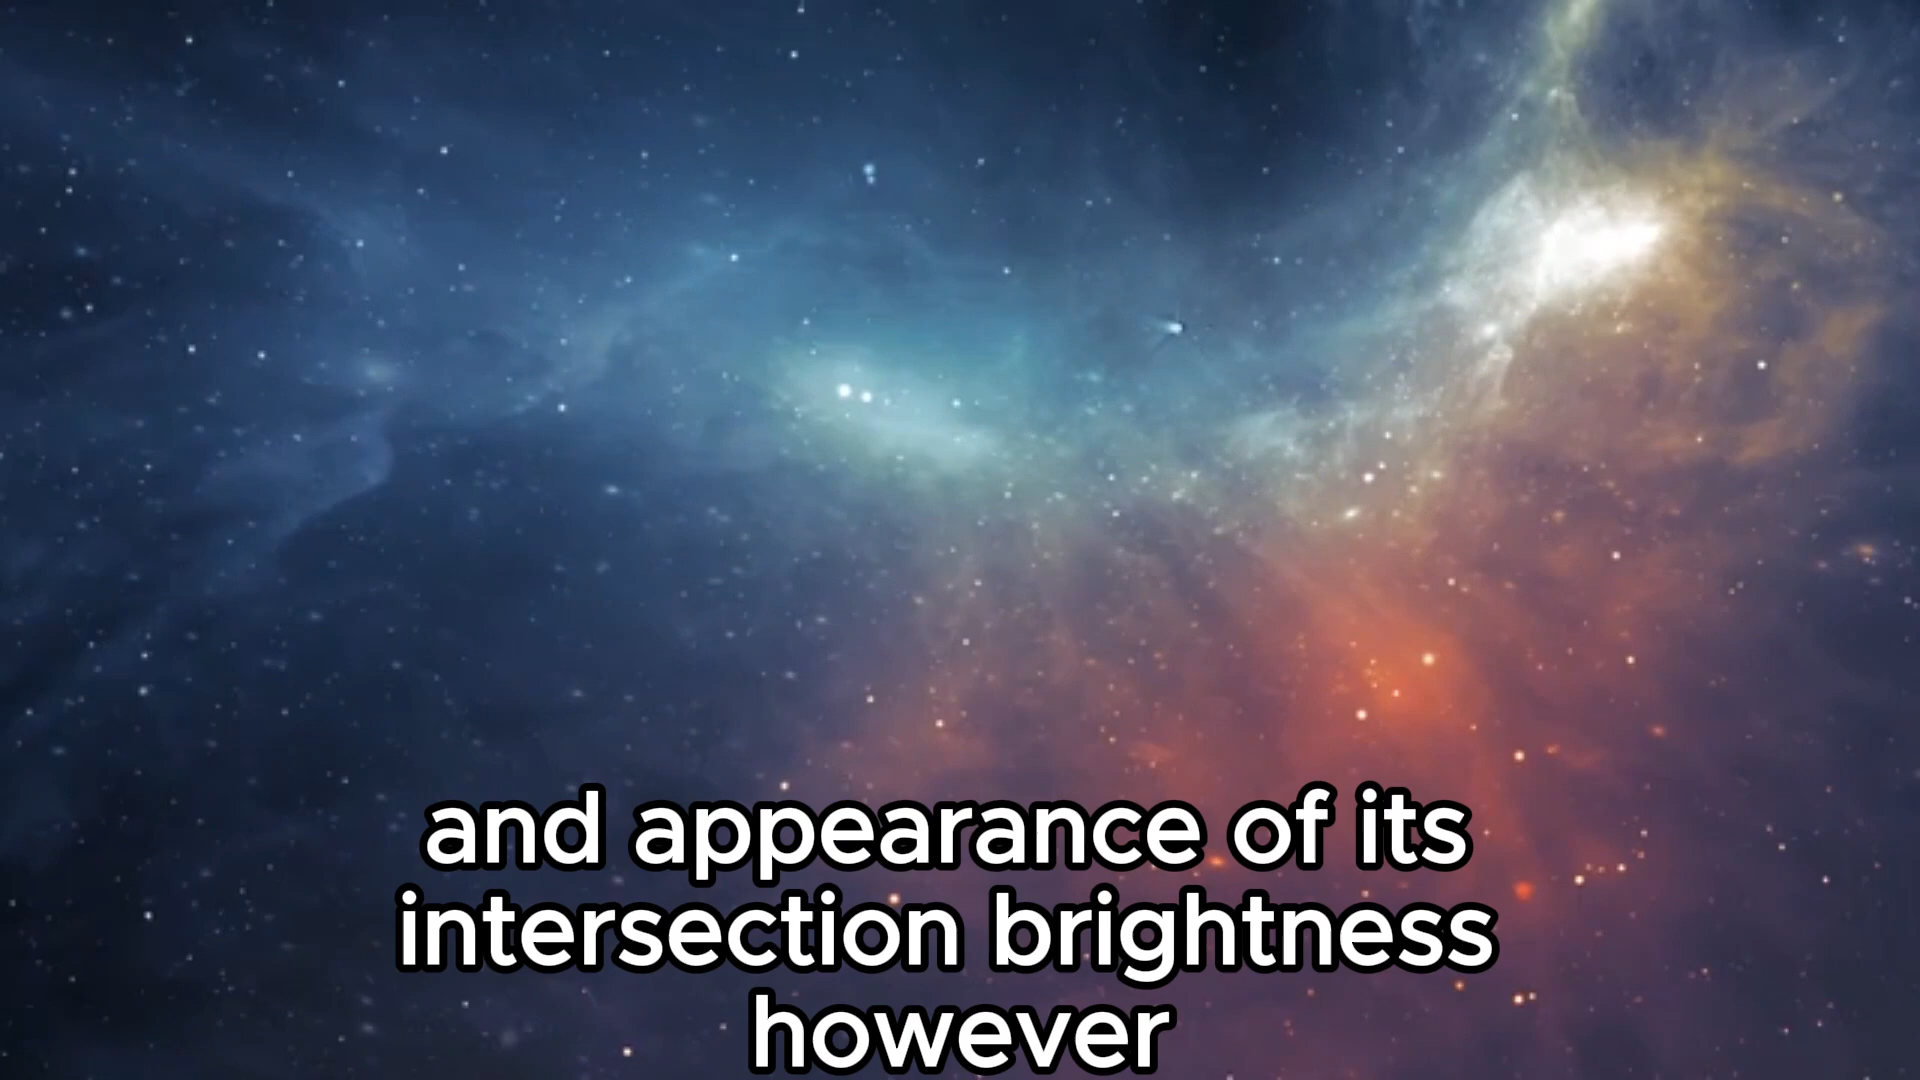 and appearance of its
intersection brightness
however